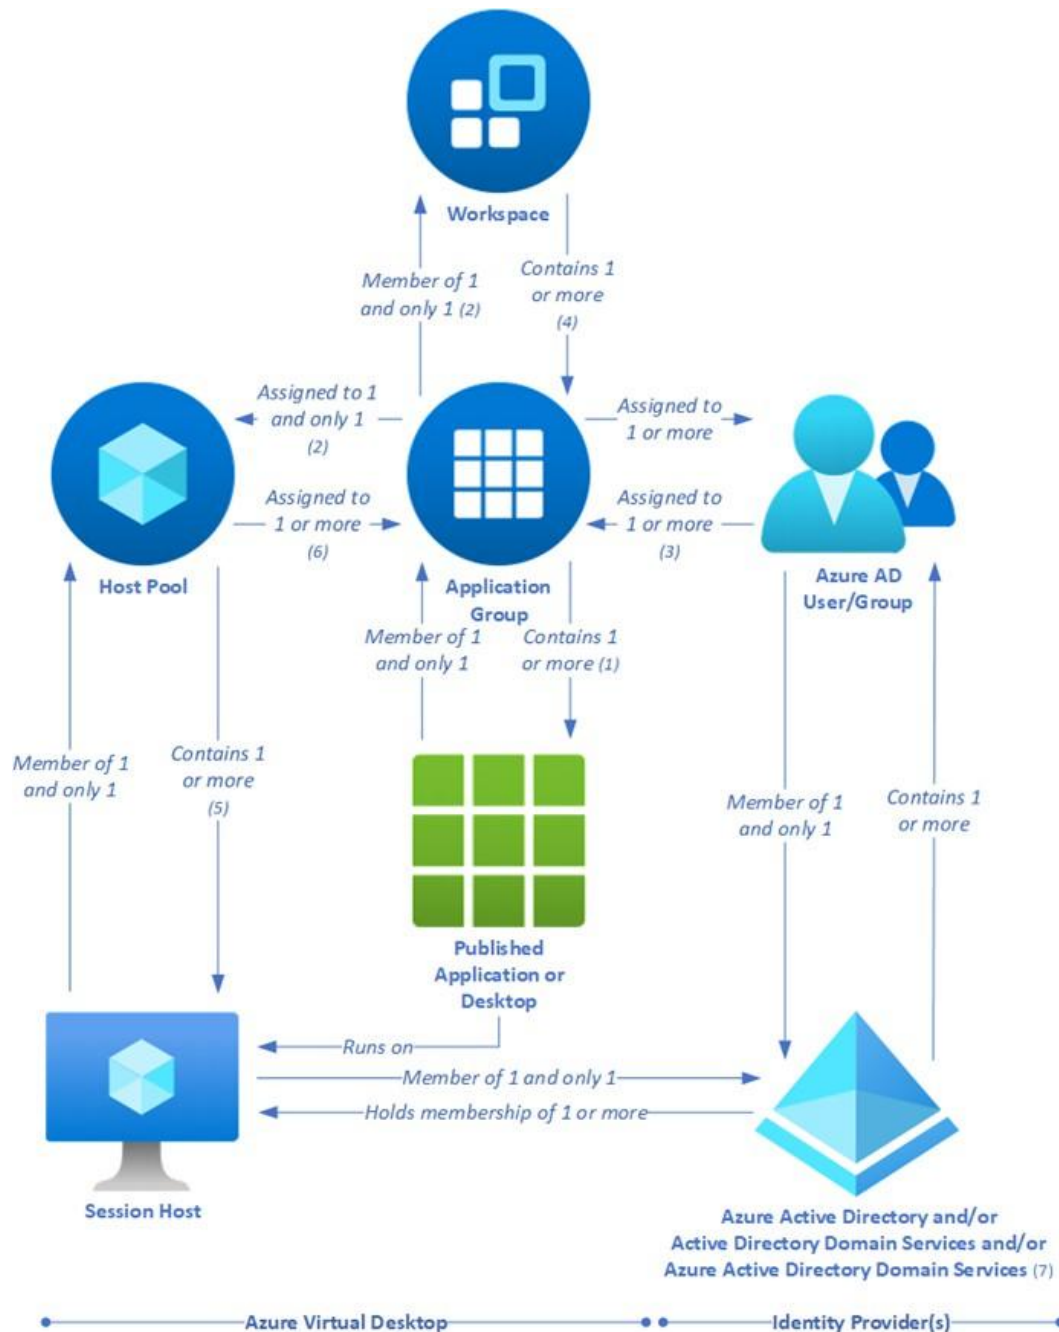 Workspace
Member of 1
and only 1 (2)
Contains 1
or more
(4)
Assigned to 1
and only 1
(2)
Assigned to
1 or more
Assigned to
1 or more
(6)
Assigned to
1 or more
(3)
Host Pool
Application
Group
Azure AD
User/Group
Member of 1
and only 1
Contains 1
or more (1)
Member of 1
and only 1
Contains 1
or more
(5)
Member of 1
and only 1
Contains 1
or more
Published
Application or
Desktop
Runs on
Member of 1 and only 1
Holds membership of 1 or more
Session Host
Azure Active Directory and/or
Active Directory Domain Services and/or
Azure Active Directory Domain Services (7)
Azure Virtual Desktop
Identity Provider(s)